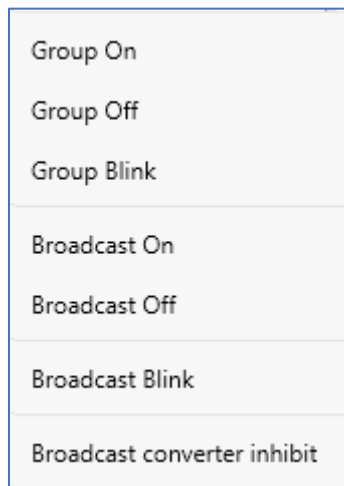 Group On
Group Off
Group Blink
Broadcast On
Broadcast Off
Broadcast Blink
Broadcast converter inhibit